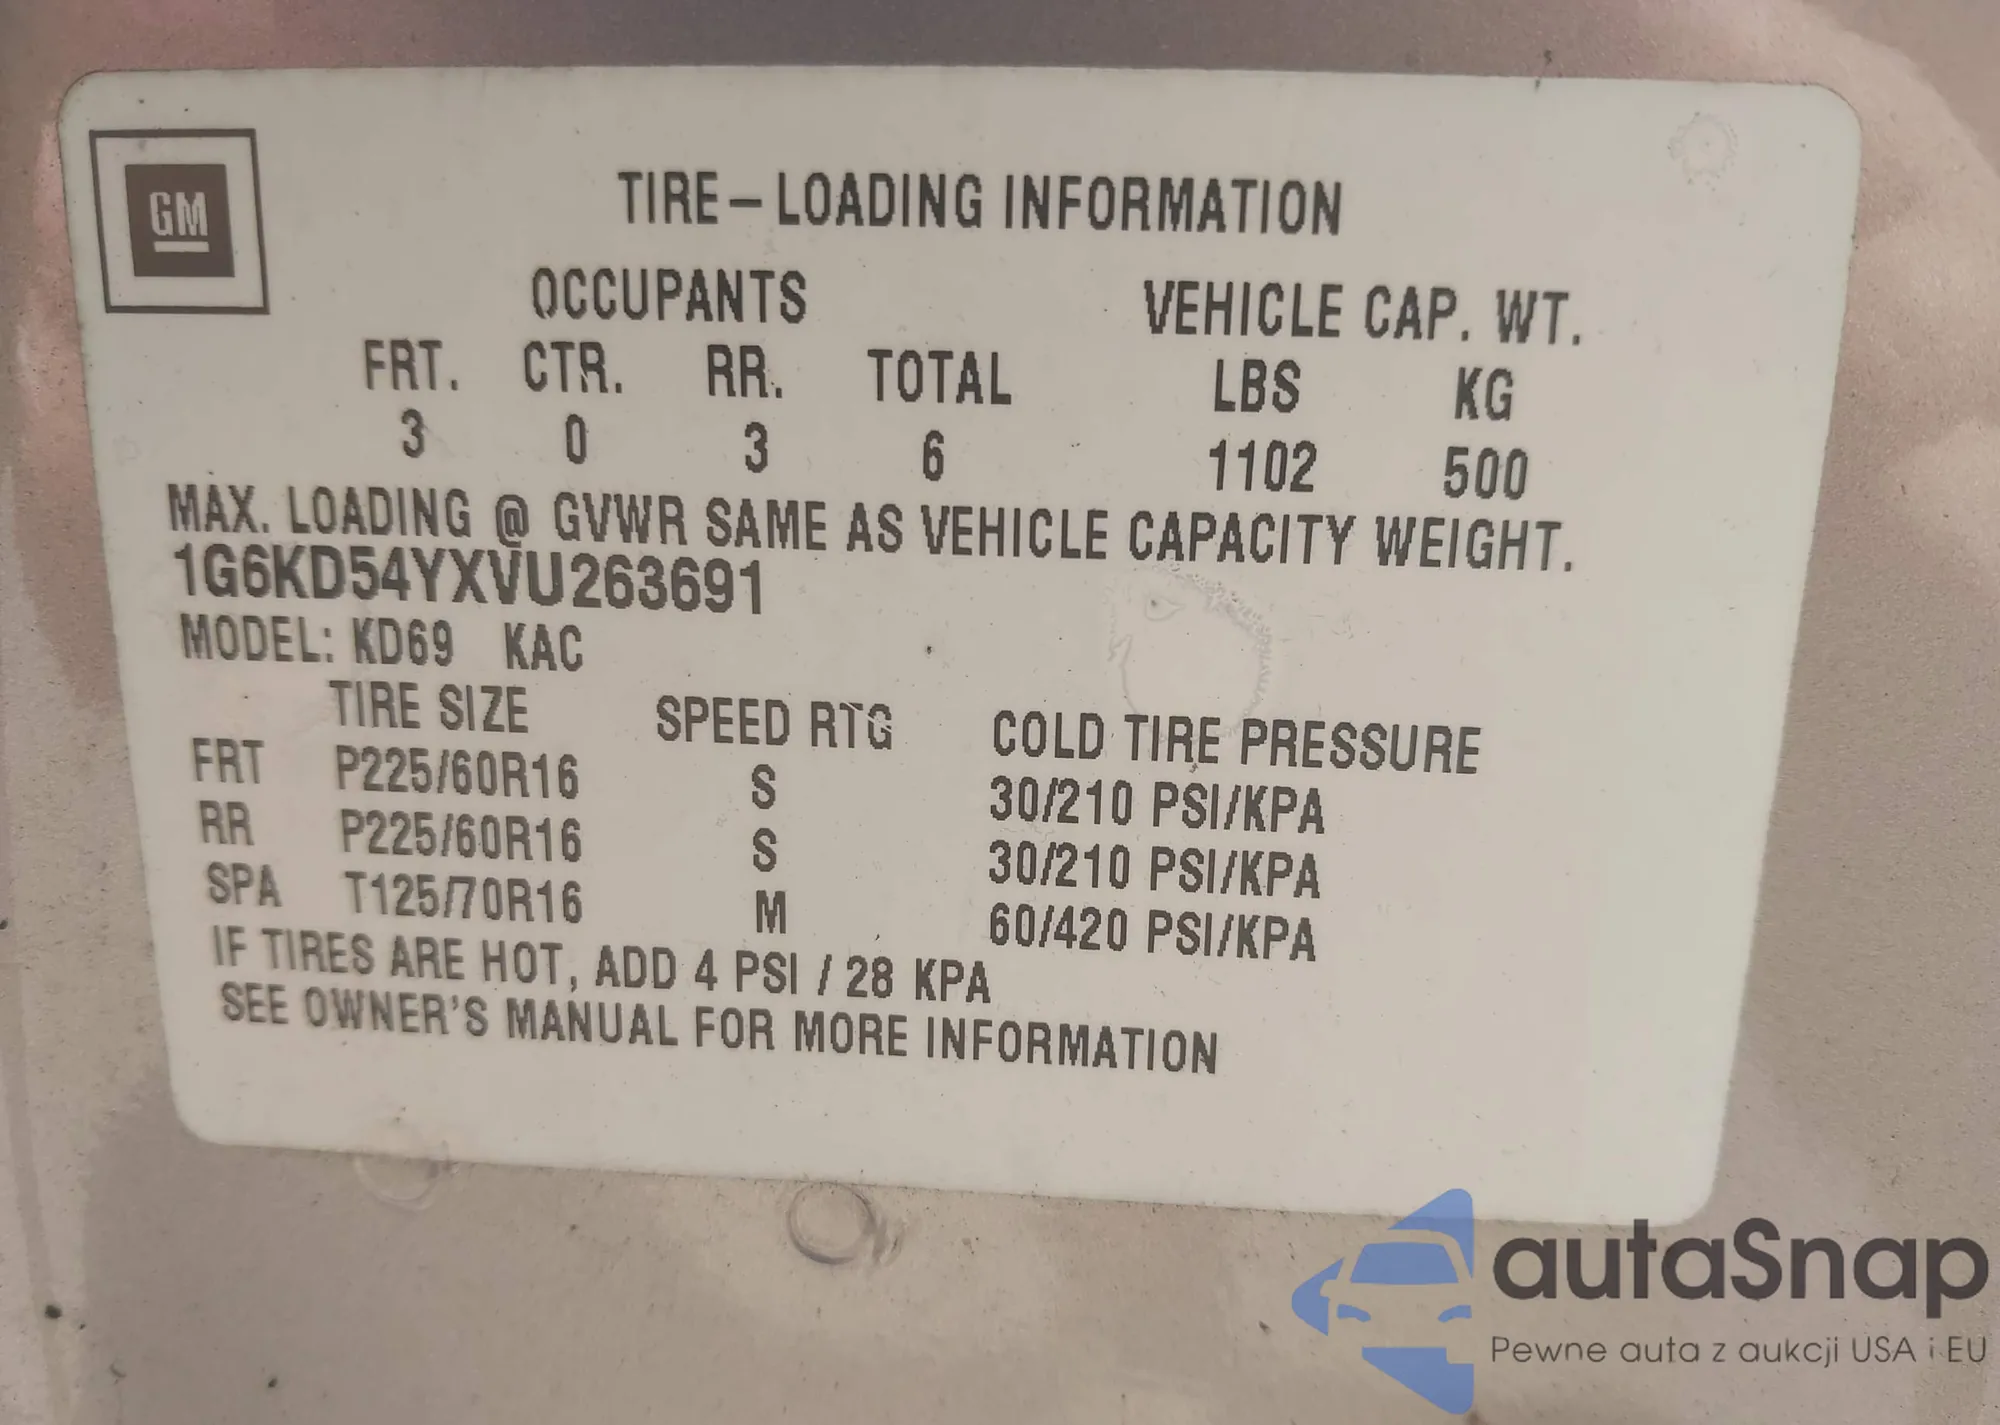 GM
TIRE – LOADING INFORMATION
OCCUPANTS VEHICLE CAP. WT.
FRT. CTR. RR. TOTAL LBS KG
3 0 3 6 1102 500
MAX. LOADING @ GVWR SAME AS VEHICLE CAPACITY WEIGHT.
1G6KD54YXVU263691
MODEL: KD69 KAC
TIRE SIZE SPEED RTG COLD TIRE PRESSURE
FRT P225/60R16 S 30/210 PSI/KPA
RR P225/60R16 S 30/210 PSI/KPA
SPA T125/70R16 M 60/420 PSI/KPA
IF TIRES ARE HOT, ADD 4 PSI / 28 KPA
SEE OWNER'S MANUAL FOR MORE INFORMATION
autaSnap
Pewne auta z aukcji USA i EU